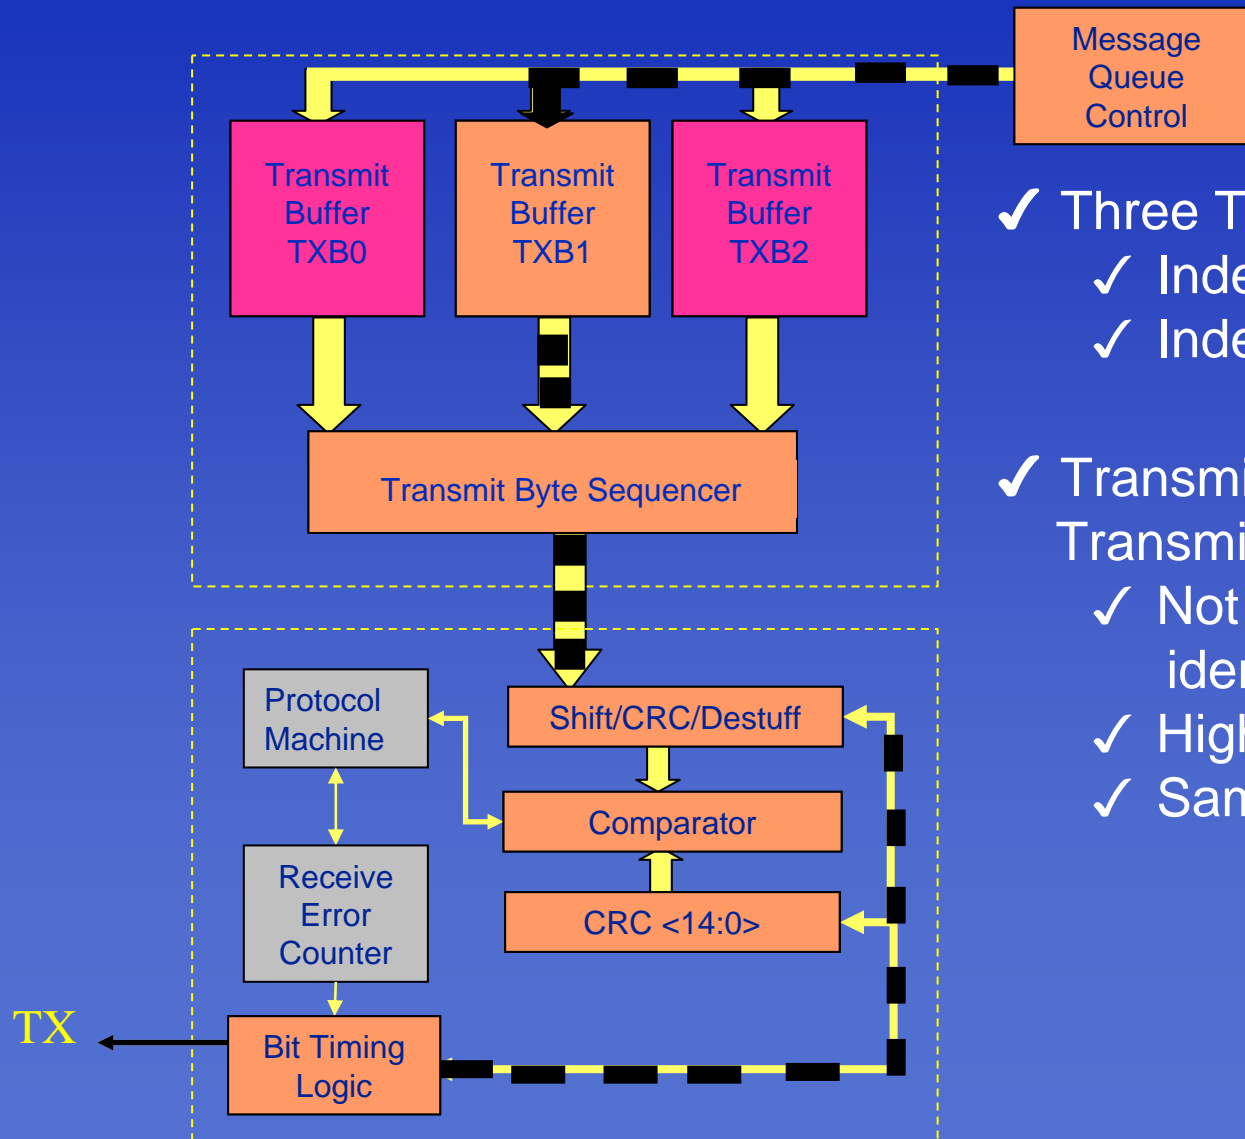 Message
Queue
Control
Transmit
Buffer
TXB0
Transmit
Buffer
TXB1
Transmit
Buffer
TXB2
Transmit Byte Sequencer
Protocol
Machine
Shift/CRC/Destuff
Comparator
Receive
Error
Counter
CRC <14:0>
TX
Bit Timing
Logic
✓ Three T
✓ Inde
✓ Inde
✓ Transmi
Transmi
✓ Not
iden
✓ High
✓ Sam